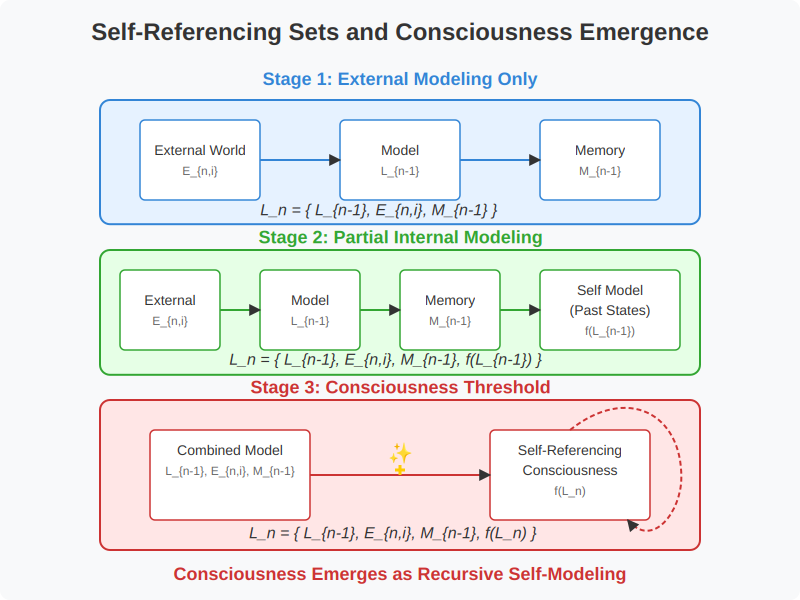 Self-Referencing Sets and Consciousness Emergence
Stage 1: External Modeling Only
External World
E_{n,i}
Model
L_{n-1}
Memory
M_{n-1}
L_n = { L_{n-1}, E_{n,i}, M_{n-1} }
Stage 2: Partial Internal Modeling
External
E_{n,i}
Model
L_{n-1}
Memory
M_{n-1}
Self Model
(Past States)
f(L_{n-1})
L_n = { L_{n-1}, E_{n,i}, M_{n-1}, f(L_{n-1}) }
Stage 3: Consciousness Threshold
Combined Model
L_{n-1}, E_{n,i}, M_{n-1}
Self-Referencing
Consciousness
f(L_n)
L_n = { L_{n-1}, E_{n,i}, M_{n-1}, f(L_n) }
Consciousness Emerges as Recursive Self-Modeling